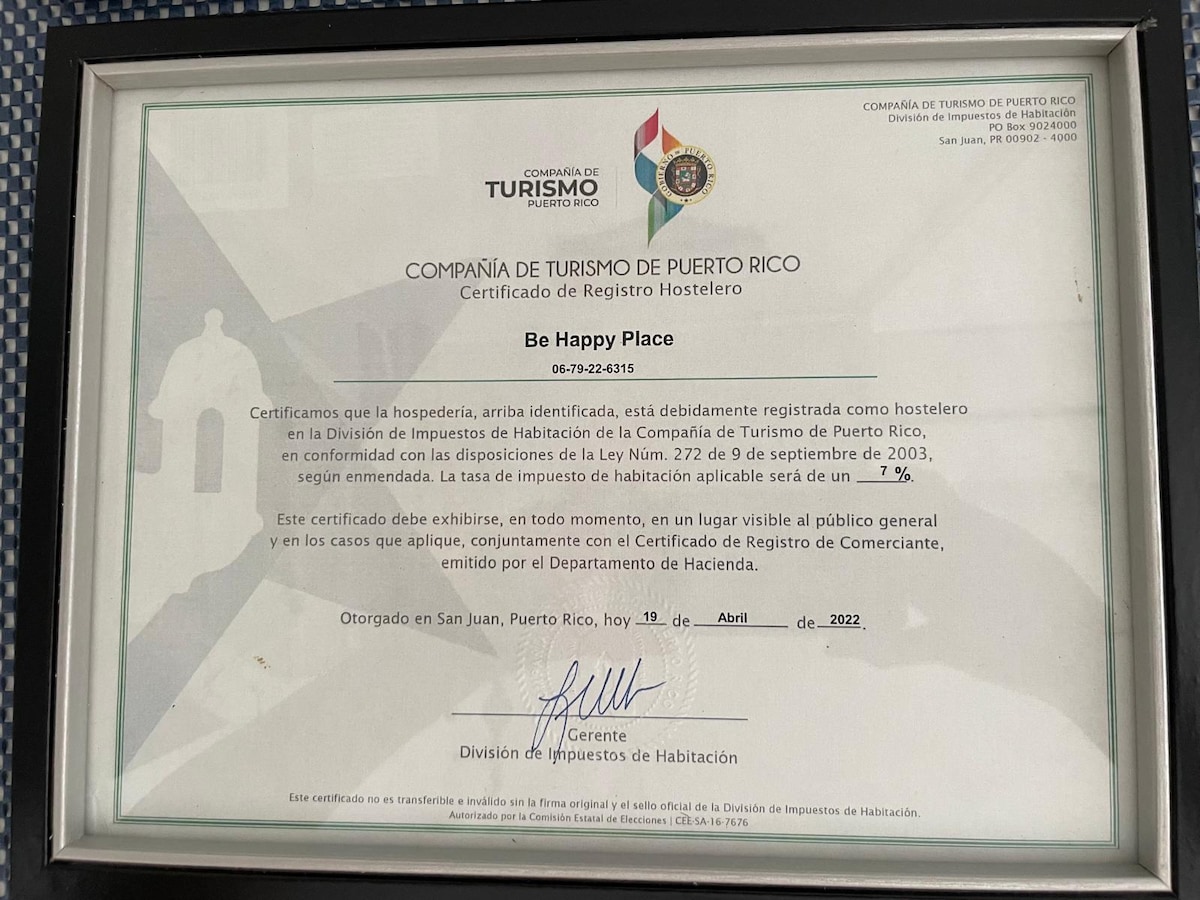 COMPAÑÍA DE TURISMO DE PUERTO RICO
División de Impuestos de Habitación
PO Box 9024000
San Juan, PR 00902 - 4000
COMPAÑÍA DE
TURISMO
PUERTO RICO
GOBIERNO DE PUERTO RICO
COMPAÑÍA DE TURISMO DE PUERTO RICO
Certificado de Registro Hostelero
Be Happy Place
06-79-22-6315
Certificamos que la hospedería, arriba identificada, está debidamente registrada como hostelero
en la División de Impuestos de Habitación de la Compañía de Turismo de Puerto Rico,
en conformidad con las disposiciones de la Ley Núm. 272 de 9 de septiembre de 2003,
según enmendada. La tasa de impuesto de habitación aplicable será de un 7 %.
Este certificado debe exhibirse, en todo momento, en un lugar visible al público general
y en los casos que aplique, conjuntamente con el Certificado de Registro de Comerciante,
emitido por el Departamento de Hacienda.
Otorgado en San Juan, Puerto Rico, hoy 19 de Abril de 2022.
Gerente
División de Impuestos de Habitación
Este certificado no es transferible e inválido sin la firma original y el sello oficial de la División de Impuestos de Habitación.
Autorizado por la Comisión Estatal de Elecciones | CEE-SA-16-7676